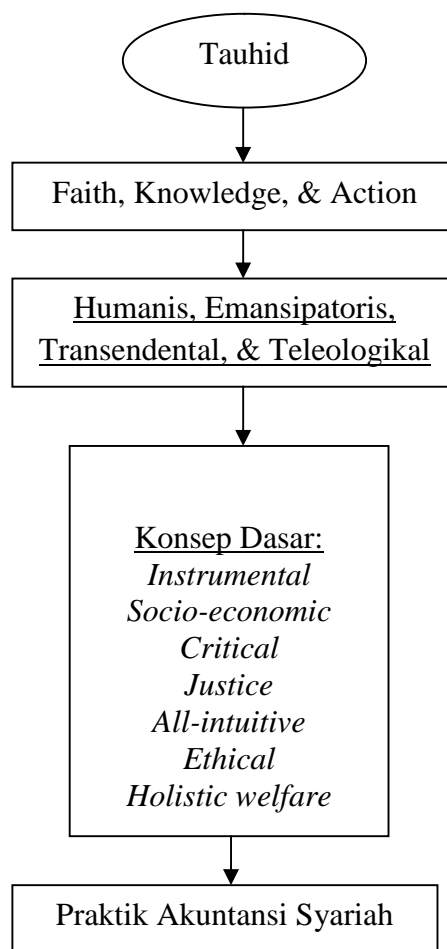 Tauhid
Faith, Knowledge, & Action
Humanis, Emansipatoris,
Transendental, & Teleologikal
Konsep Dasar:
Instrumental
Socio-economic
Critical
Justice
All-intuitive
Ethical
Holistic welfare
Praktik Akuntansi Syariah